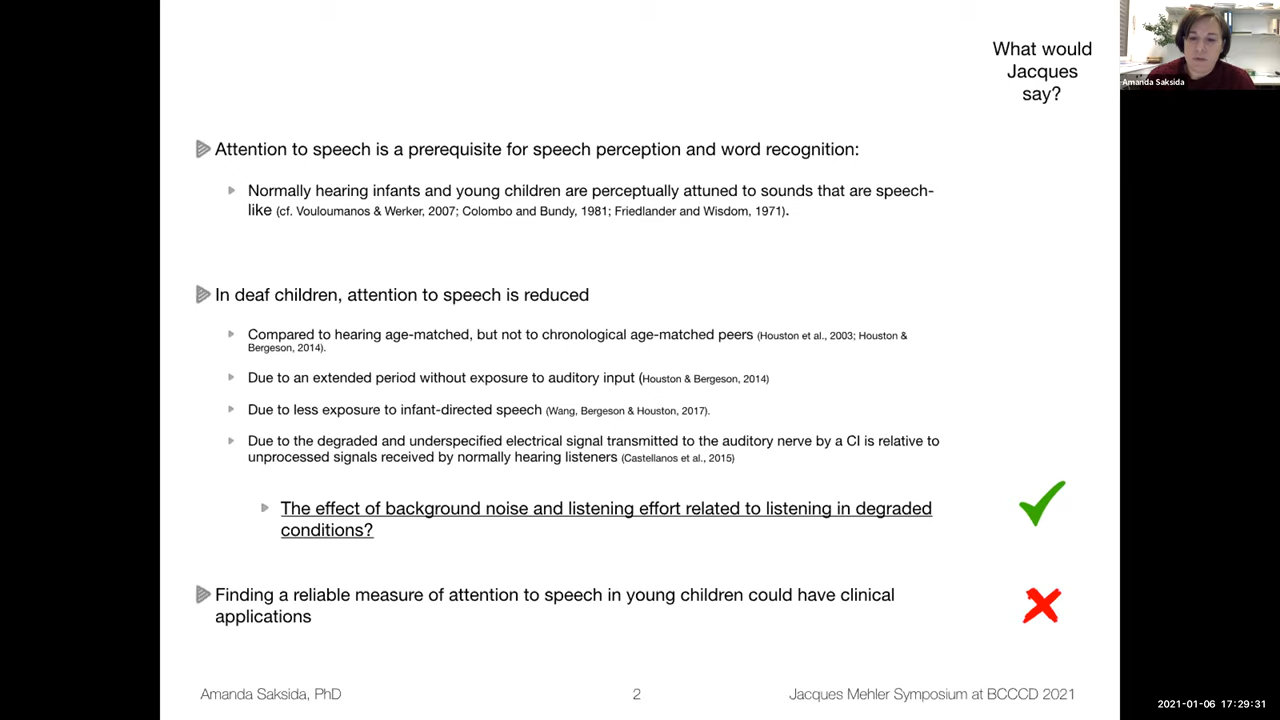 What would
Jacques
say?
Amanda Saksida
Attention to speech is a prerequisite for speech perception and word recognition:
Normally hearing infants and young children are perceptually attuned to sounds that are speech-
like (cf. Vouloumanos & Werker, 2007; Colombo and Bundy, 1981; Friedlander and Wisdom, 1971).
In deaf children, attention to speech is reduced
Compared to hearing age-matched, but not to chronological age-matched peers (Houston et al., 2003; Houston &
Bergeson, 2014).
Due to an extended period without exposure to auditory input (Houston & Bergeson, 2014)
Due to less exposure to infant-directed speech (Wang, Bergeson & Houston, 2017).
Due to the degraded and underspecified electrical signal transmitted to the auditory nerve by a CI is relative to
unprocessed signals received by normally hearing listeners (Castellanos et al., 2015)
The effect of background noise and listening effort related to listening in degraded
conditions?
Finding a reliable measure of attention to speech in young children could have clinical
applications
Amanda Saksida, PhD
2
Jacques Mehler Symposium at BCCCD 2021
2021-01-06 17:29:31